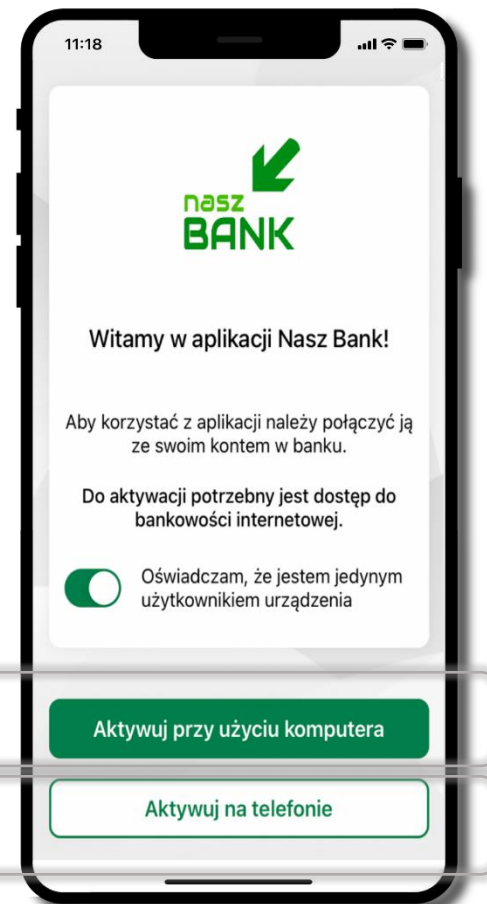 11:18
nasz
BANK
Witamy w aplikacji Nasz Bank!
Aby korzystać z aplikacji należy połączyć ją
ze swoim kontem w banku.
Do aktywacji potrzebny jest dostęp do
bankowości internetowej.
Oświadczam, że jestem jedynym
użytkownikiem urządzenia
Aktywuj przy użyciu komputera
Aktywuj na telefonie